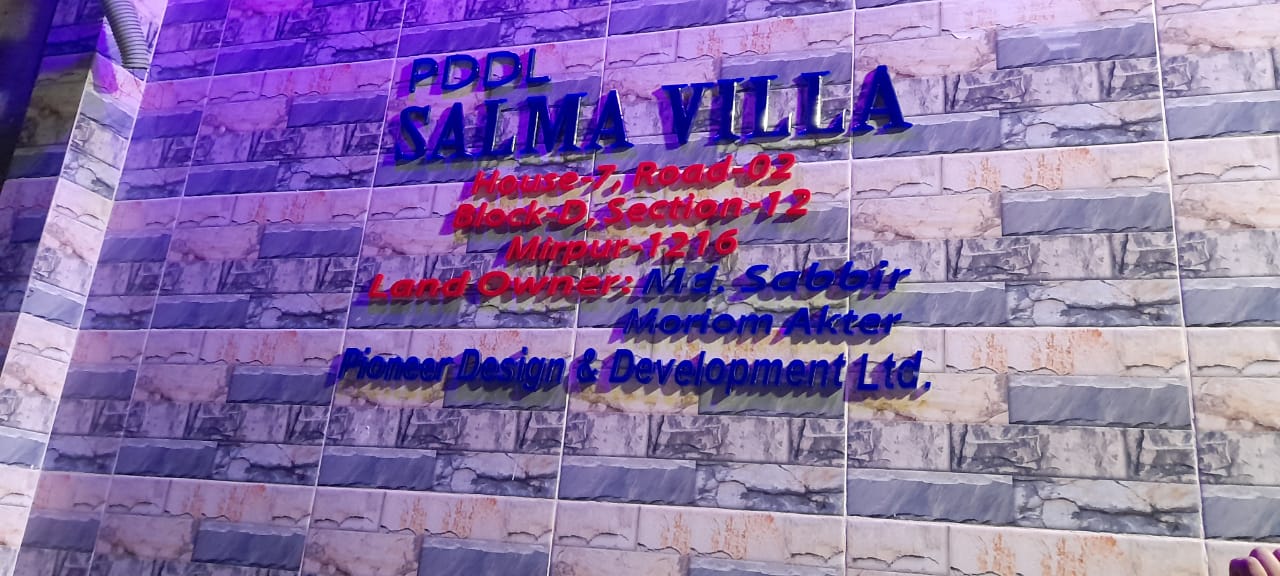 PDDL
SALMA VILLA
House-7, Road-02
Block-D, Section-12
Mirpur-1216
Land Owner: Md. Sabbir
Moriom Akter
Pioneer Design & Development Ltd.